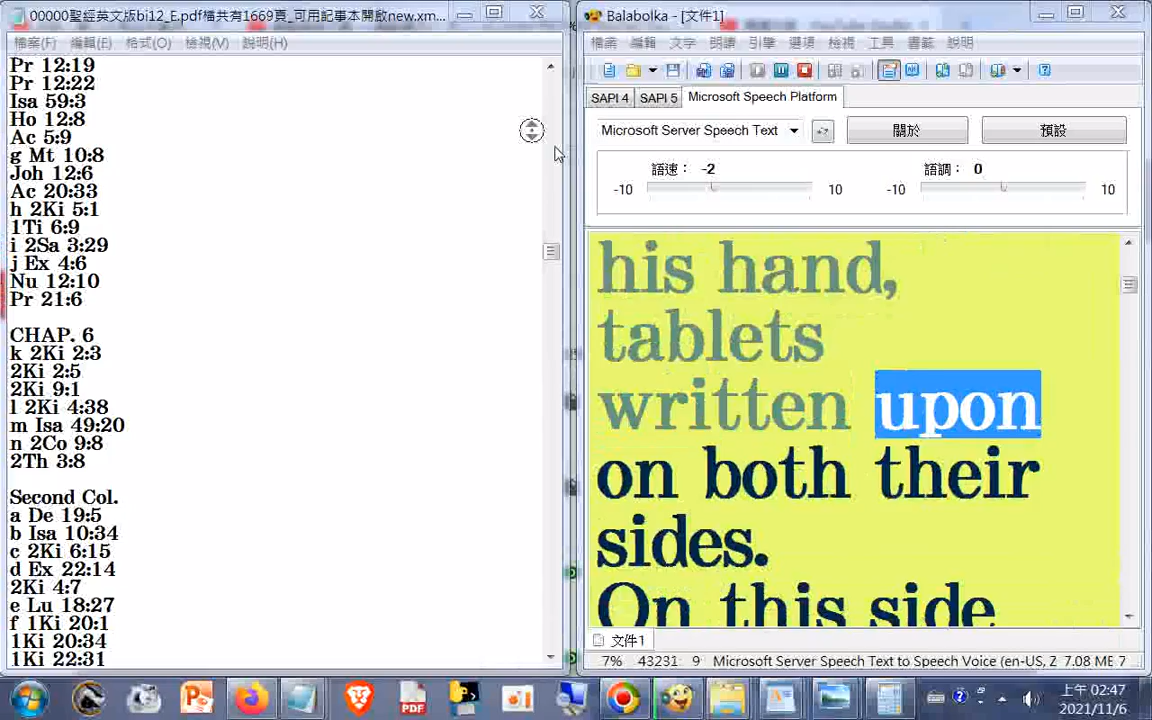 00000聖經英文版bi12_E.pdf檔共有1669頁_可用記事本開啟new.xm...
檔案(F) 編輯(E) 格式(O) 檢視(V) 說明(H)
Pr 12:19
Pr 12:22
Isa 59:3
Ho 12:8
Ac 5:9
g Mt 10:8
Joh 12:6
Ac 20:33
h 2Ki 5:1
1Ti 6:9
i 2Sa 3:29
j Ex 4:6
Nu 12:10
Pr 21:6
CHAP. 6
k 2Ki 2:3
2Ki 2:5
2Ki 9:1
l 2Ki 4:38
m Isa 49:20
n 2Co 9:8
2Th 3:8
Second Col.
a De 19:5
b Isa 10:34
c 2Ki 6:15
d Ex 22:14
2Ki 4:7
e Lu 18:27
f 1Ki 20:1
1Ki 20:34
1Ki 22:31
Balabolka - [文件1]
檔案 編輯 文字 朗讀 引擎 選項 檢視 工具 書籤 說明
SAPI 4 SAPI 5 Microsoft Speech Platform
Microsoft Server Speech Text 關於 預設
語速： -2 語調： 0
-10 10 -10 10
his hand,
tablets
written upon
on both their
sides.
On this side
文件1
7% 43231 9 Microsoft Server Speech Text to Speech Voice (en-US, Z 7.08 ME 7
上午 02:47
2021/11/6